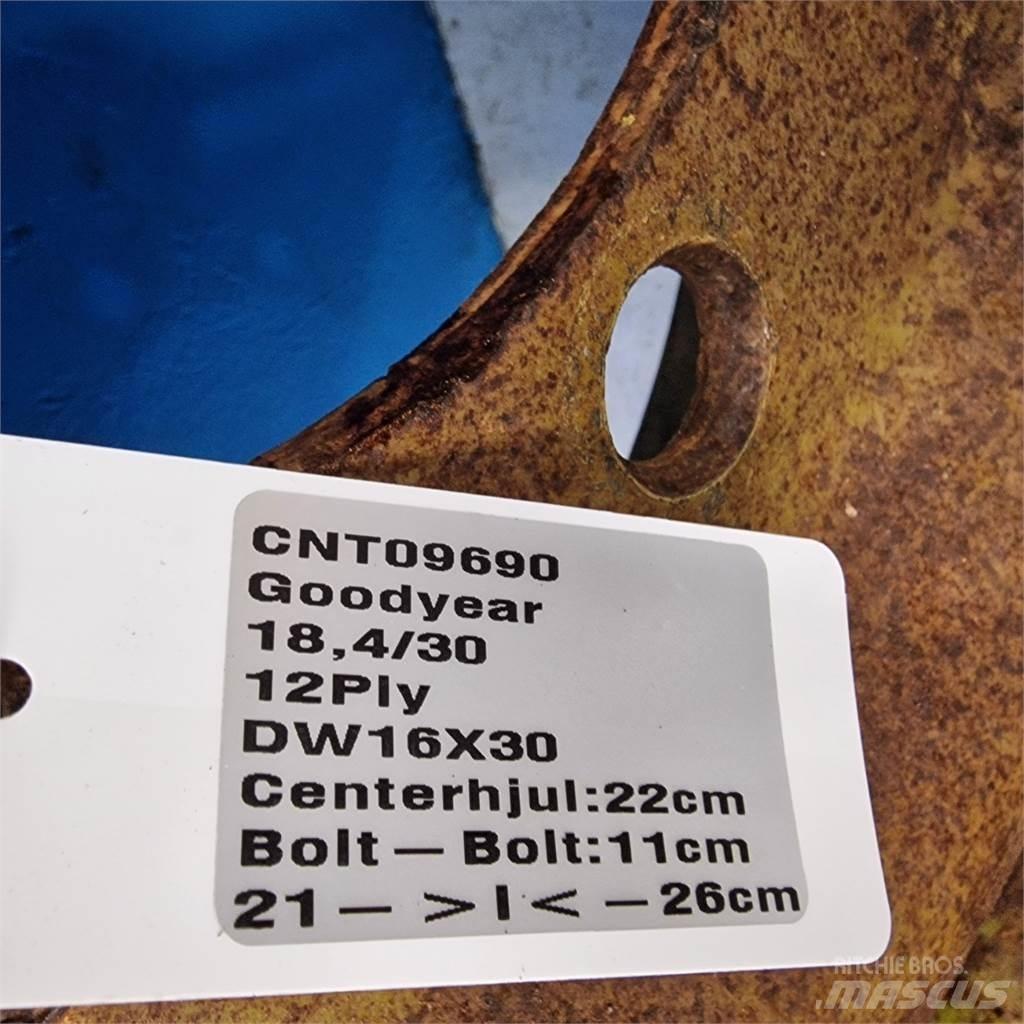 CNT09690
Goodyear
18,4/30
12Ply
DW16X30
Centerhjul:22cm
Bolt – Bolt:11cm
21– >I< –26cm
RITCHIE BROS.
MASCUS